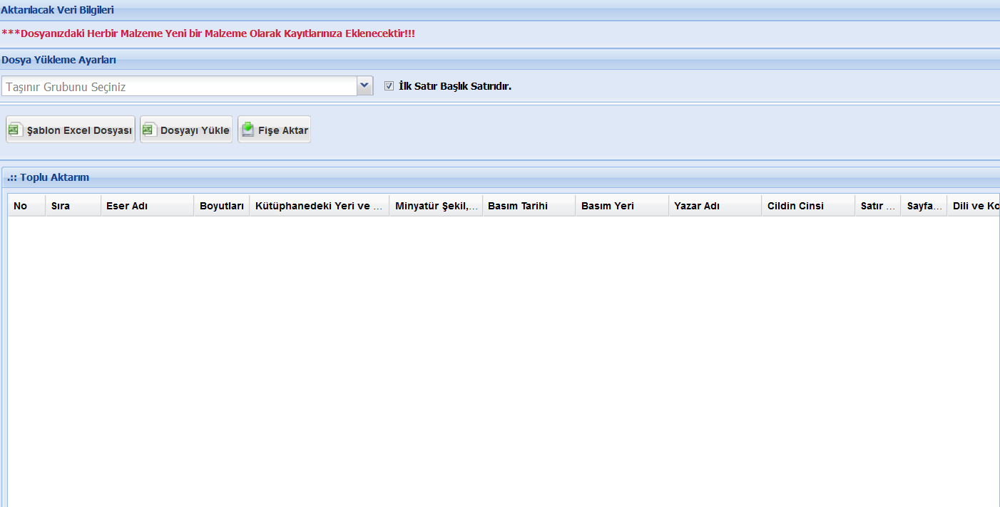 Aktarılacak Veri Bilgileri
***Dosyanızdaki Herbir Malzeme Yeni bir Malzeme Olarak Kayıtlarınıza Eklenecektir!!!
Dosya Yükleme Ayarları
Taşınır Grubunu Seçiniz İlk Satır Başlık Satırıdır.
Şablon Excel Dosyası Dosyayı Yükle Fişe Aktar
.:: Toplu Aktarım
No Sıra Eser Adı Boyutları Kütüphanedeki Yeri ve ... Minyatür Şekil,... Basım Tarihi Basım Yeri Yazar Adı Cildin Cinsi Satır ... Sayfa... Dili ve Ko